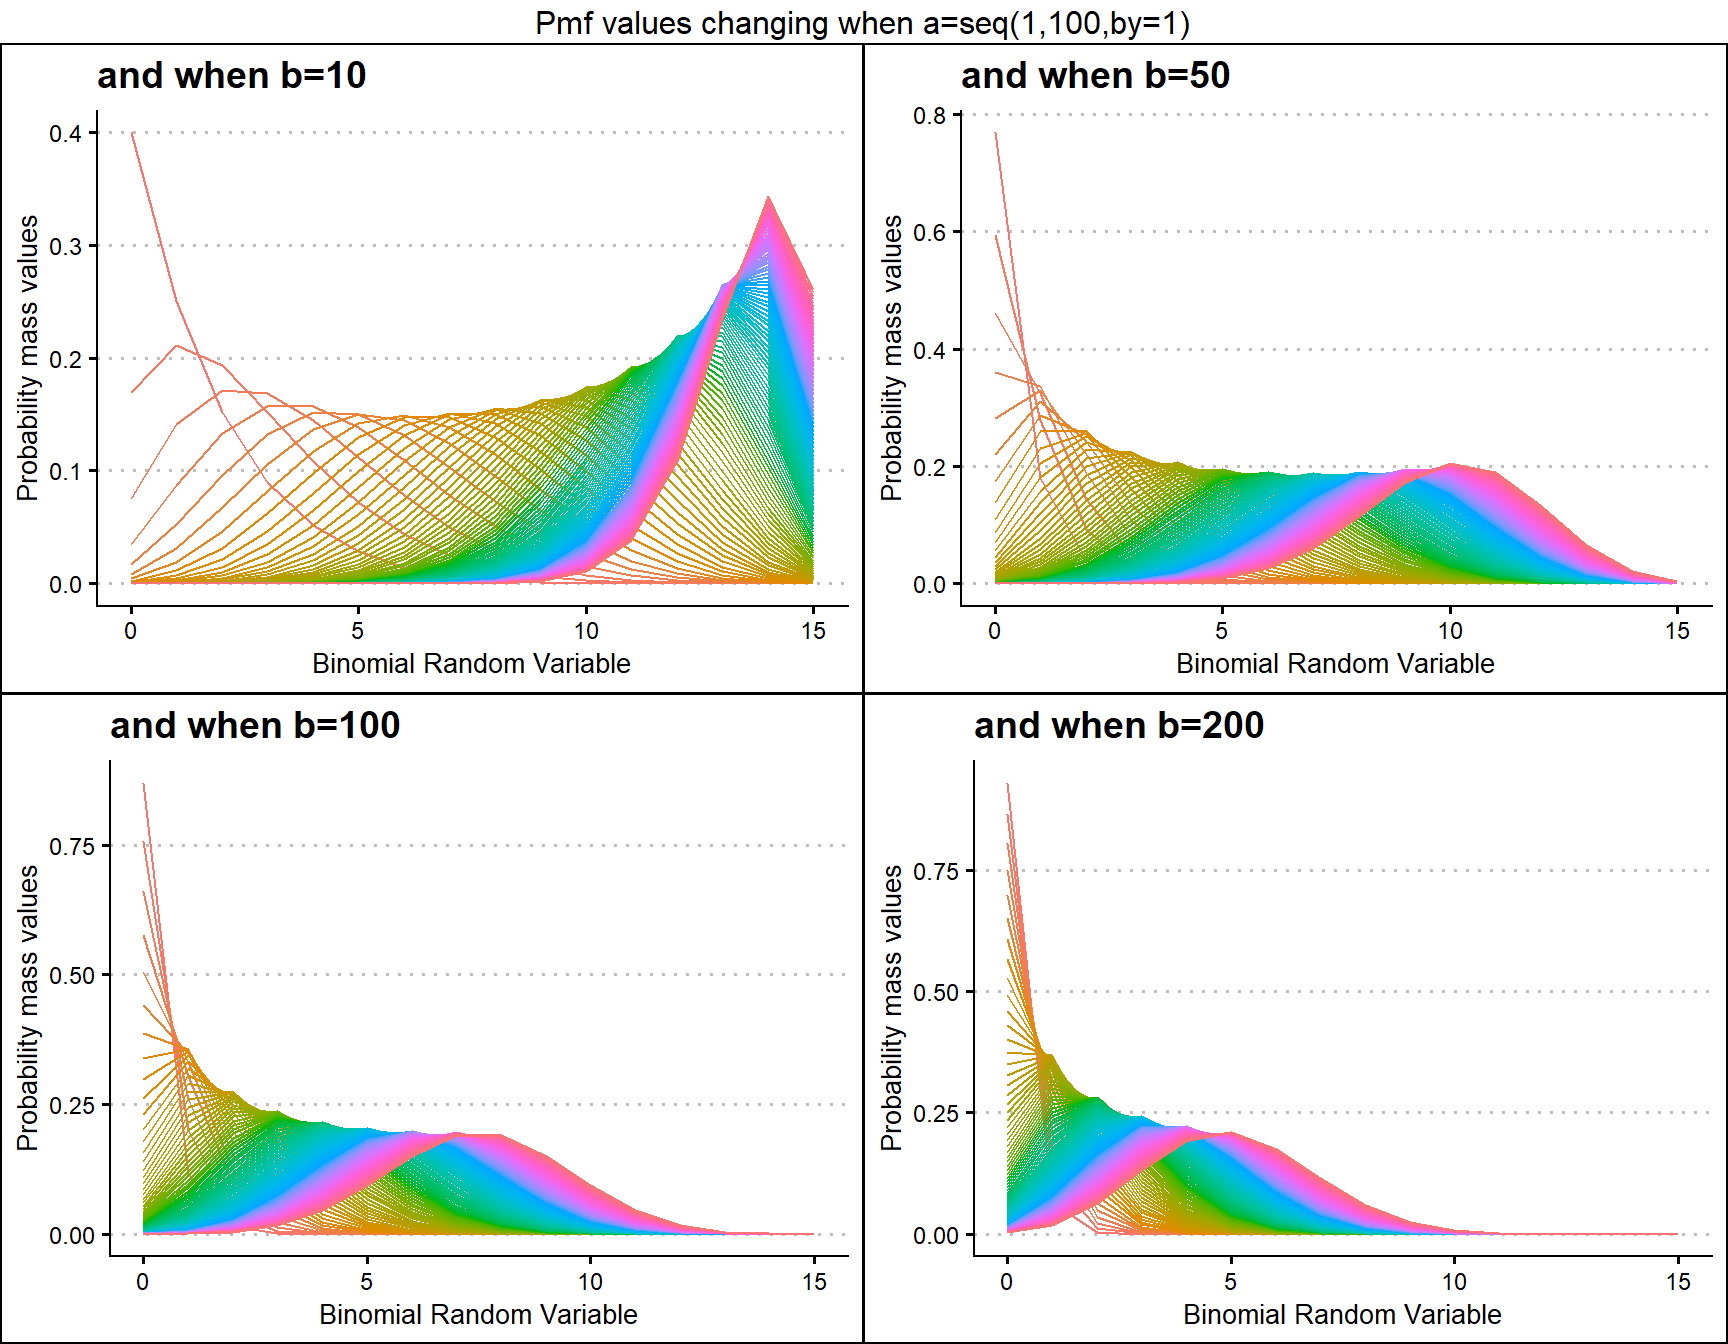 Pmf values changing when a=seq(1,100,by=1)
and when b=10
Probability mass values
0.4
0.3
0.2
0.1
0.0
0 5 10 15
Binomial Random Variable
and when b=50
Probability mass values
0.8
0.6
0.4
0.2
0.0
0 5 10 15
Binomial Random Variable
and when b=100
Probability mass values
0.75
0.50
0.25
0.00
0 5 10 15
Binomial Random Variable
and when b=200
Probability mass values
0.75
0.50
0.25
0.00
0 5 10 15
Binomial Random Variable